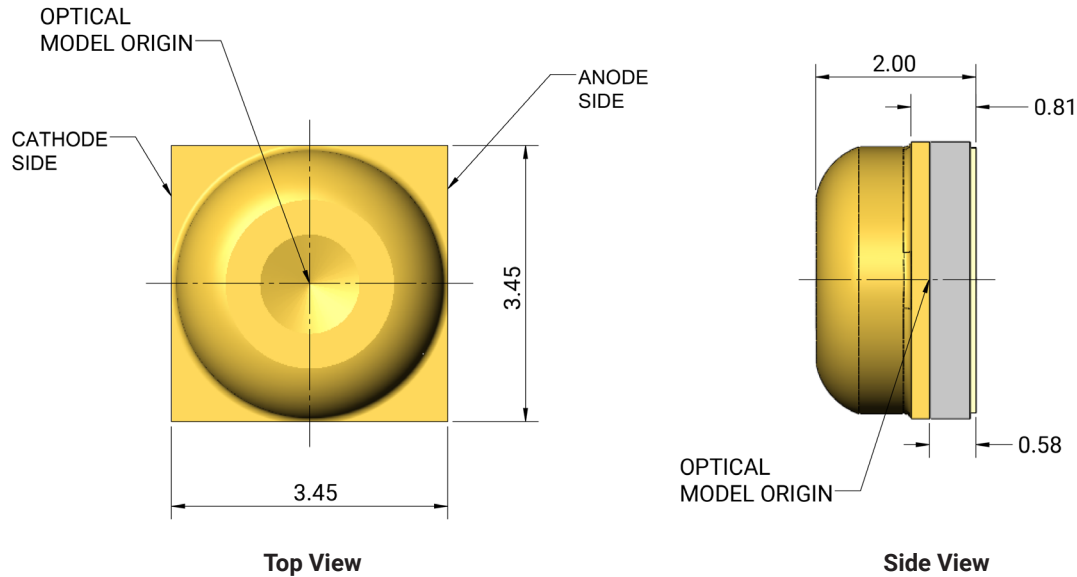 OPTICAL
MODEL ORIGIN
ANODE
SIDE
CATHODE
SIDE
3.45
3.45
Top View
2.00
0.81
0.58
OPTICAL
MODEL ORIGIN
Side View